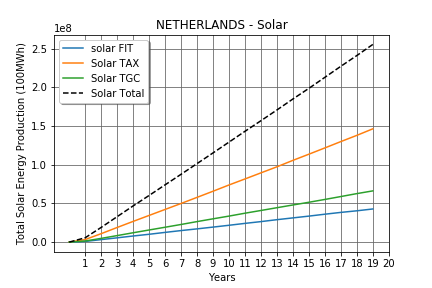 NETHERLANDS - Solar
1e8
solar FIT
Solar TAX
Solar TGC
Solar Total
Total Solar Energy Production (100MWh)
2.5
2.0
1.5
1.0
0.5
0.0
1 2 3 4 5 6 7 8 9 10 11 12 13 14 15 16 17 18 19 20
Years